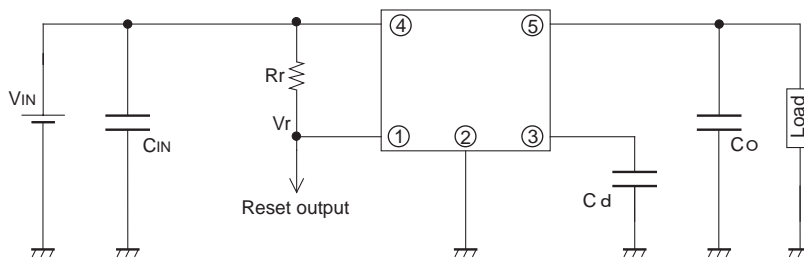 ④ ⑤
Rr
VIN
Vr ① ② ③
CIN
CO
Load
Cd
Reset output